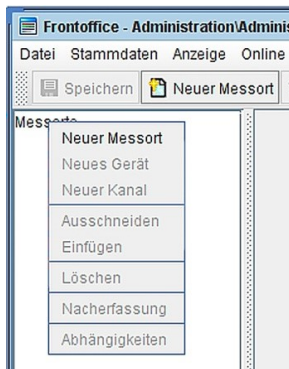 Frontoffice - Administration\Adminis
Datei Stammdaten Anzeige Online
Speichern Neuer Messort
Messorte
Neuer Messort
Neues Gerät
Neuer Kanal
Ausschneiden
Einfügen
Löschen
Nacherfassung
Abhängigkeiten